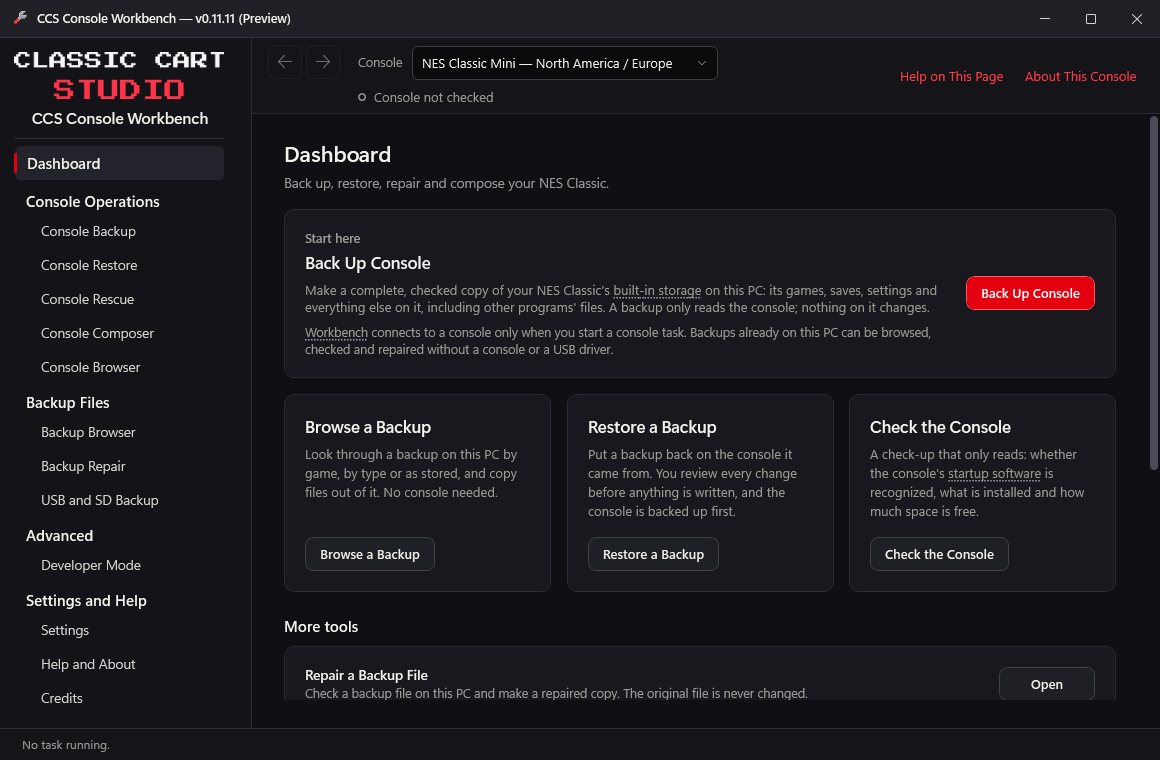 CCS Console Workbench — v0.11.11 (Preview)
CLASSIC CART
STUDIO
CCS Console Workbench
Dashboard
Console Operations
Console Backup
Console Restore
Console Rescue
Console Composer
Console Browser
Backup Files
Backup Browser
Backup Repair
USB and SD Backup
Advanced
Developer Mode
Settings and Help
Settings
Help and About
Credits
Console
NES Classic Mini — North America / Europe
Console not checked
Help on This Page
About This Console
Dashboard
Back up, restore, repair and compose your NES Classic.
Start here
Back Up Console
Make a complete, checked copy of your NES Classic's built-in storage on this PC: its games, saves, settings and
everything else on it, including other programs' files. A backup only reads the console; nothing on it changes.
Workbench connects to a console only when you start a console task. Backups already on this PC can be browsed,
checked and repaired without a console or a USB driver.
Back Up Console
Browse a Backup
Look through a backup on this PC by
game, by type or as stored, and copy
files out of it. No console needed.
Browse a Backup
Restore a Backup
Put a backup back on the console it
came from. You review every change
before anything is written, and the
console is backed up first.
Restore a Backup
Check the Console
A check-up that only reads: whether
the console's startup software is
recognized, what is installed and how
much space is free.
Check the Console
More tools
Repair a Backup File
Check a backup file on this PC and make a repaired copy. The original file is never changed.
Open
No task running.